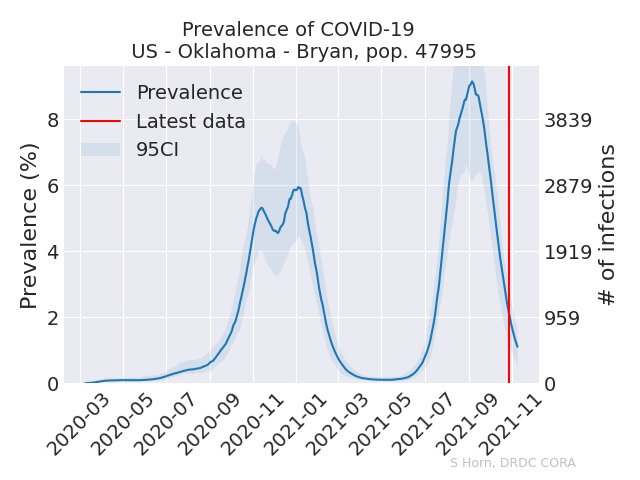 Prevalence of COVID-19
US - Oklahoma - Bryan, pop. 47995
Prevalence
Latest data
95CI
Prevalence (%)
8
6
4
2
0
3839
2879
1919
959
0
# of infections
2020-03
2020-05
2020-07
2020-09
2020-11
2021-01
2021-03
2021-05
2021-07
2021-09
2021-11
S Horn, DRDC CORA